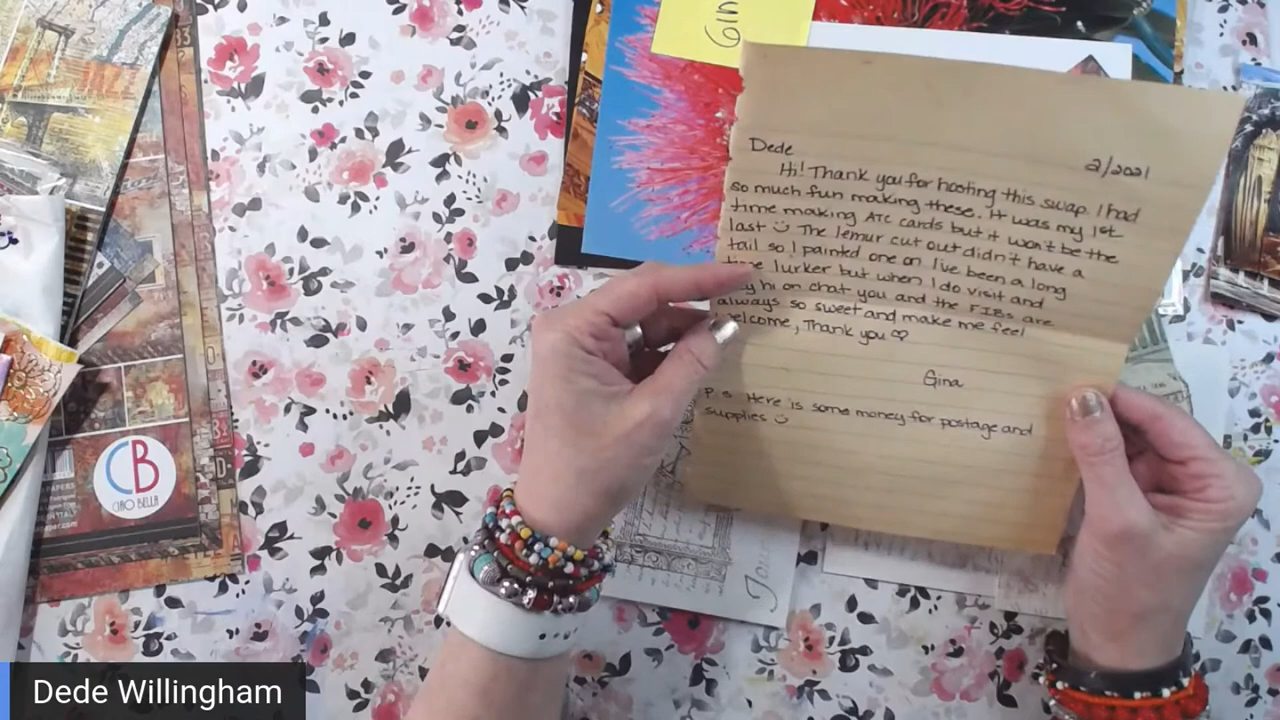 Gin
Dede
2/2021
Hi! Thank you for hosting this swap. I had
so much fun making these. It was my 1st
time making ATC cards but it won't be the
last ☺ The lemur cut out didn't have a
tail so I painted one on I've been a long
time lurker but when I do visit and
hi on chat you and the FIBs are
always so sweet and make me feel
welcome, Thank you ♡
Gina
P.S. Here is some money for postage and
supplies ☺
CB
CIAO BELLA
Dede Willingham